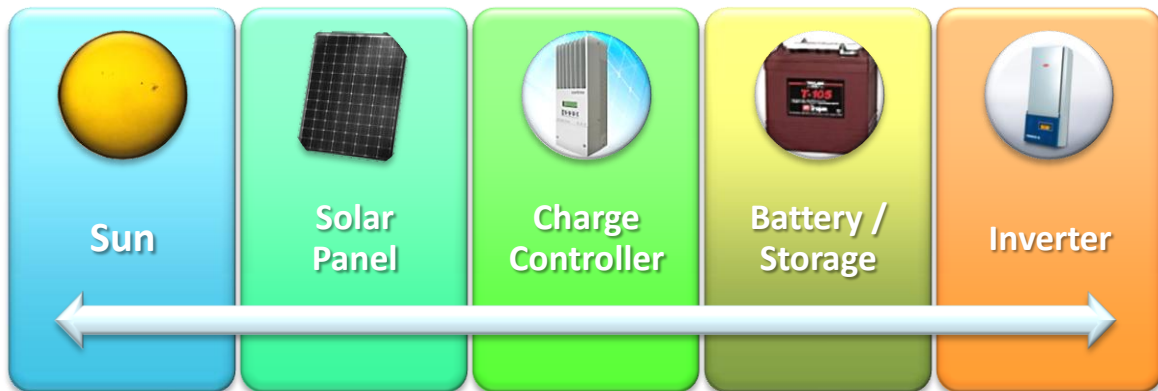 Sun
Solar
Panel
Charge
Controller
T-105
Battery /
Storage
Inverter